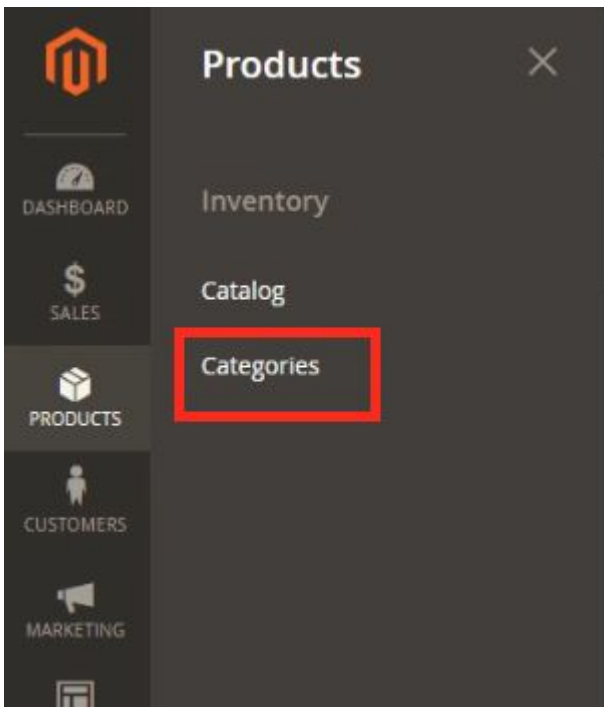 Products
Inventory
Catalog
Categories
DASHBOARD
$
SALES
PRODUCTS
CUSTOMERS
MARKETING